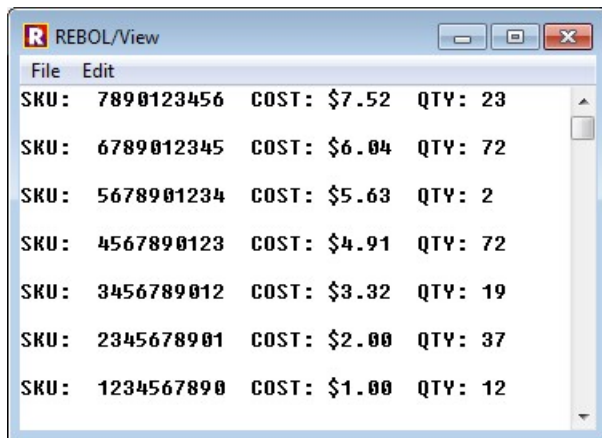 REBOL/View
File Edit
SKU: 7890123456 COST: $7.52 QTY: 23
SKU: 6789012345 COST: $6.04 QTY: 72
SKU: 5678901234 COST: $5.63 QTY: 2
SKU: 4567890123 COST: $4.91 QTY: 72
SKU: 3456789012 COST: $3.32 QTY: 19
SKU: 2345678901 COST: $2.00 QTY: 37
SKU: 1234567890 COST: $1.00 QTY: 12